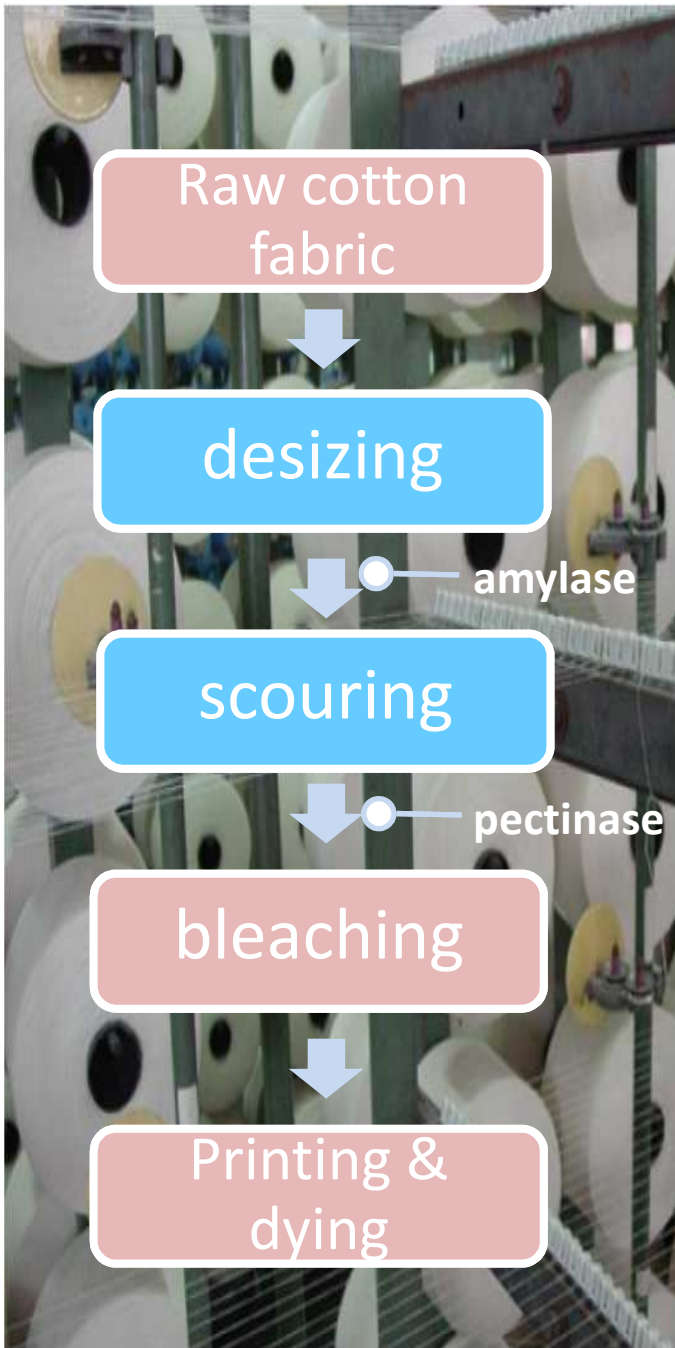 Raw cotton
fabric
desizing
amylase
scouring
pectinase
bleaching
Printing &
dying